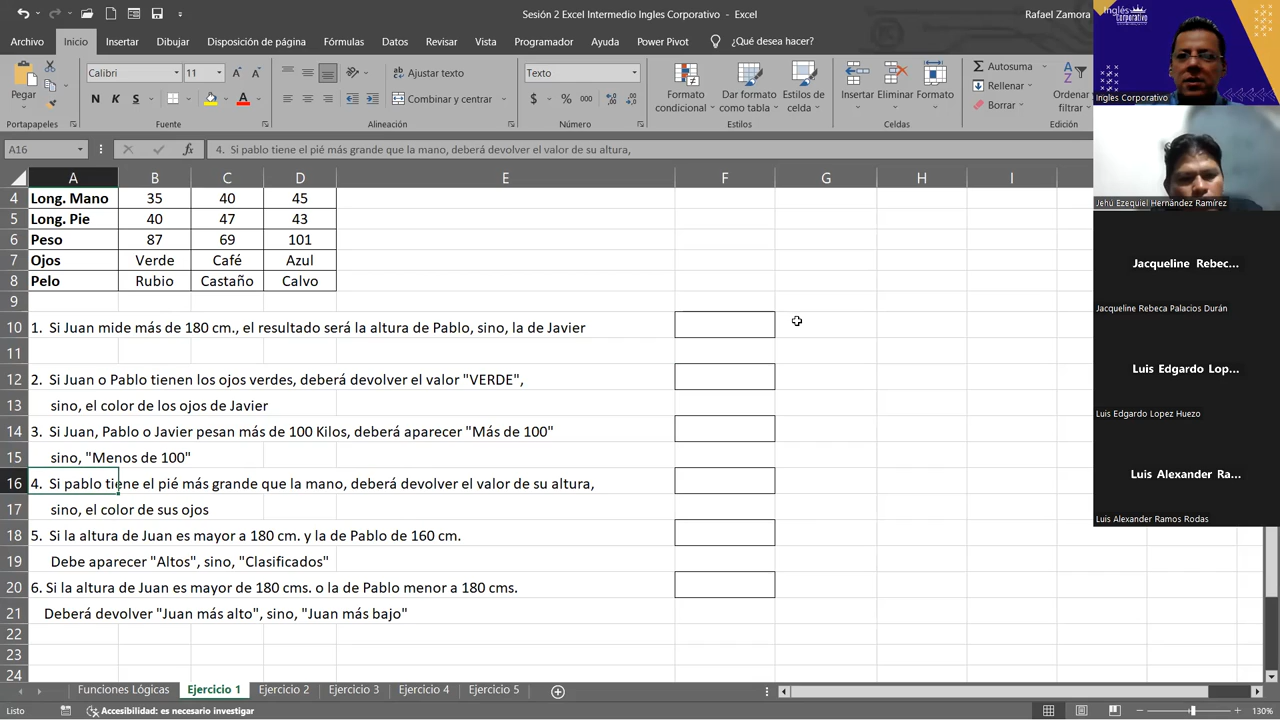 Sesión 2 Excel Intermedio Ingles Corporativo - Excel
Rafael Zamora
Archivo Inicio Insertar Dibujar Disposición de página Fórmulas Datos Revisar Vista Programador Ayuda Power Pivot ¿Qué desea hacer?
Pegar
Calibri 11
N K S
Ajustar texto
Combinar y centrar
Texto
$ % 000
Formato condicional
Dar formato como tabla
Estilos de celda
Insertar Eliminar Formato
Autosuma
Rellenar
Borrar
Ordenar
filtrar
Portapapeles Fuente Alineación Número Estilos Celdas Edición
A16 fx 4. Si pablo tiene el pié más grande que la mano, deberá devolver el valor de su altura,
A B C D E F G H I
4 Long. Mano 35 40 45
5 Long. Pie 40 47 43
6 Peso 87 69 101
7 Ojos Verde Café Azul
8 Pelo Rubio Castaño Calvo
9
10 1. Si Juan mide más de 180 cm., el resultado será la altura de Pablo, sino, la de Javier
11
12 2. Si Juan o Pablo tienen los ojos verdes, deberá devolver el valor "VERDE",
13 sino, el color de los ojos de Javier
14 3. Si Juan, Pablo o Javier pesan más de 100 Kilos, deberá aparecer "Más de 100"
15 sino, "Menos de 100"
16 4. Si pablo tiene el pié más grande que la mano, deberá devolver el valor de su altura,
17 sino, el color de sus ojos
18 5. Si la altura de Juan es mayor a 180 cm. y la de Pablo de 160 cm.
19 Debe aparecer "Altos", sino, "Clasificados"
20 6. Si la altura de Juan es mayor de 180 cms. o la de Pablo menor a 180 cms.
21 Deberá devolver "Juan más alto", sino, "Juan más bajo"
22
23
24
Funciones Lógicas Ejercicio 1 Ejercicio 2 Ejercicio 3 Ejercicio 4 Ejercicio 5
Listo Accesibilidad: es necesario investigar 130%
Inglés Corporativo
Ingles Corporativo
Jehú Ezequiel Hernández Ramírez
Jacqueline Rebec...
Jacqueline Rebeca Palacios Durán
Luis Edgardo Lop...
Luis Edgardo Lopez Huezo
Luis Alexander Ra...
Luis Alexander Ramos Rodas